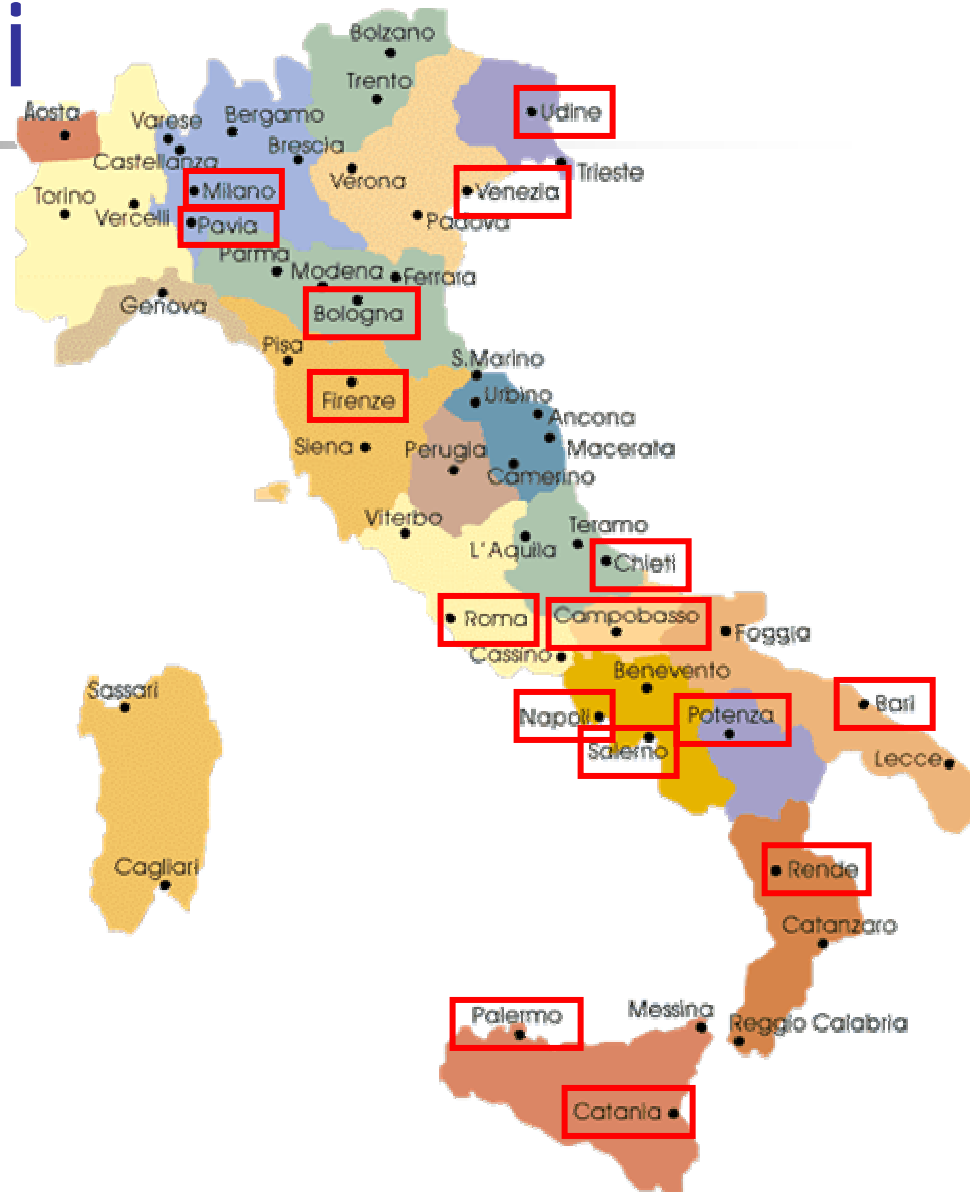 i
Bolzano
Trento
Aosta
Varese
Bergamo
Udine
Castellanza
Brescia
Trieste
Torino
Milano
Verona
Venezia
Vercelli
Pavia
Padova
Parma
Modena
Ferrara
Genova
Bologna
Pisa
S.Marino
Firenze
Urbino
Ancona
Siena
Perugia
Macerata
Camerino
Viterbo
Teramo
L'Aquila
Chieti
Roma
Campobasso
Foggia
Cassino
Benevento
Sassari
Napoli
Potenza
Bari
Salerno
Lecce
Cagliari
Rende
Catanzaro
Palermo
Messina
Reggio Calabria
Catania